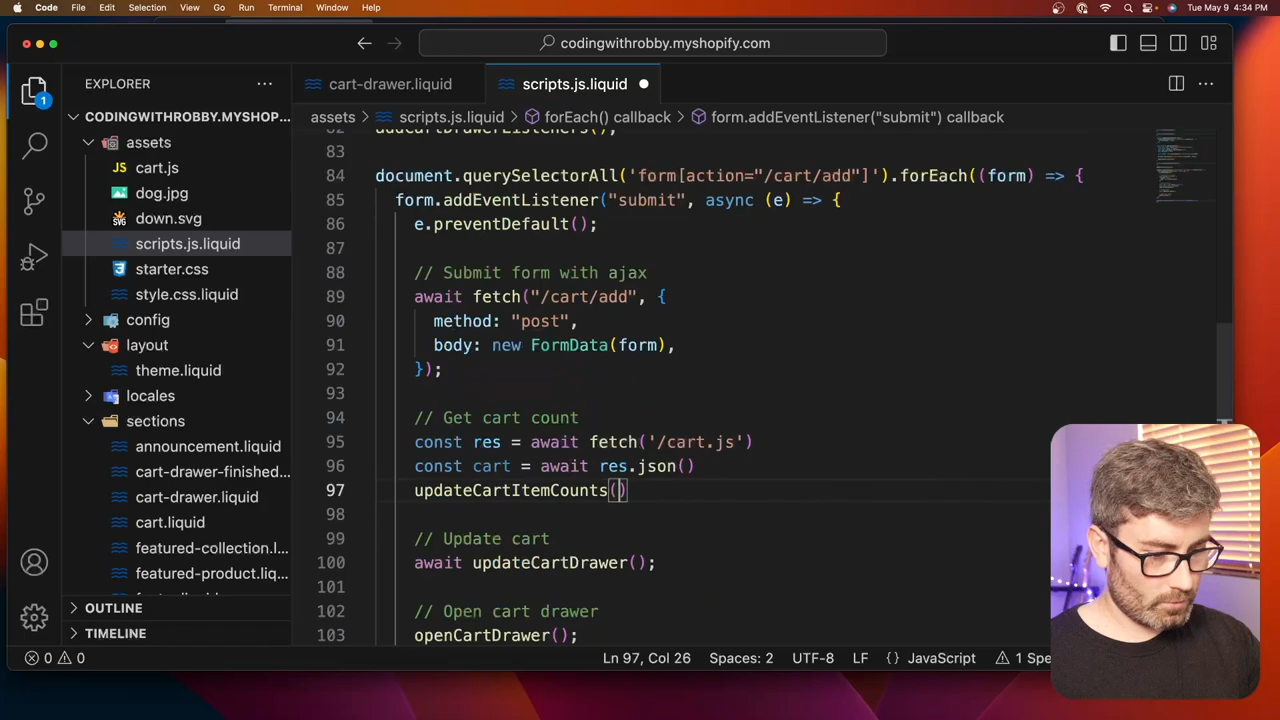 Code File Edit Selection View Go Run Terminal Window Help
Tue May 9 4:34 PM
codingwithrobby.myshopify.com
EXPLORER
cart-drawer.liquid
scripts.js.liquid
CODINGWITHROBBY.MYSHOP...
assets > scripts.js.liquid > forEach() callback > form.addEventListener("submit") callback
assets
JS cart.js
dog.jpg
down.svg
scripts.js.liquid
starter.css
style.css.liquid
config
layout
theme.liquid
locales
sections
announcement.liquid
cart-drawer-finished...
cart-drawer.liquid
cart.liquid
featured-collection.l...
featured-product.liq...
OUTLINE
TIMELINE
82 addCartDrawerListeners();
83
84 document.querySelectorAll('form[action="/cart/add"]').forEach((form) => {
85 form.addEventListener("submit", async (e) => {
86 e.preventDefault();
87
88 // Submit form with ajax
89 await fetch("/cart/add", {
90 method: "post",
91 body: new FormData(form),
92 });
93
94 // Get cart count
95 const res = await fetch('/cart.js')
96 const cart = await res.json()
97 updateCartItemCounts()
98
99 // Update cart
100 await updateCartDrawer();
101
102 // Open cart drawer
103 openCartDrawer();
0 0
Ln 97, Col 26 Spaces: 2 UTF-8 LF {} JavaScript 1 Spe